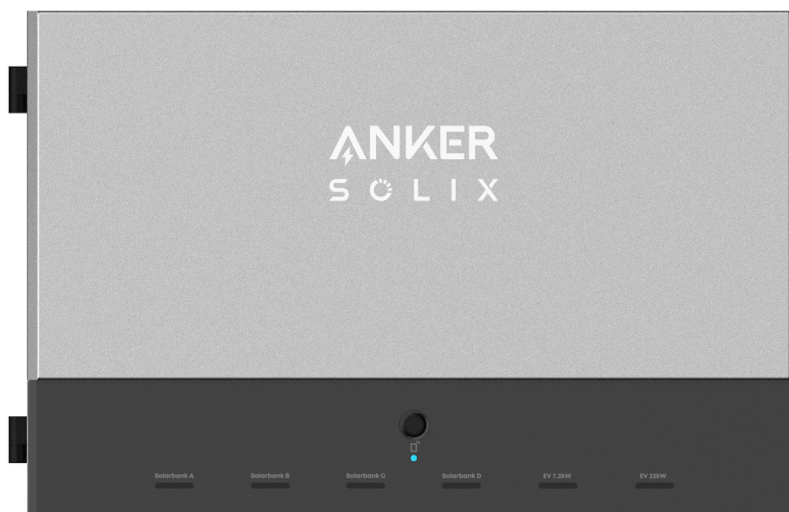 ANKER
SOLIX
Solarbank A
Solarbank B
Solarbank C
Solarbank D
EV 7.2kW
EV 22kW